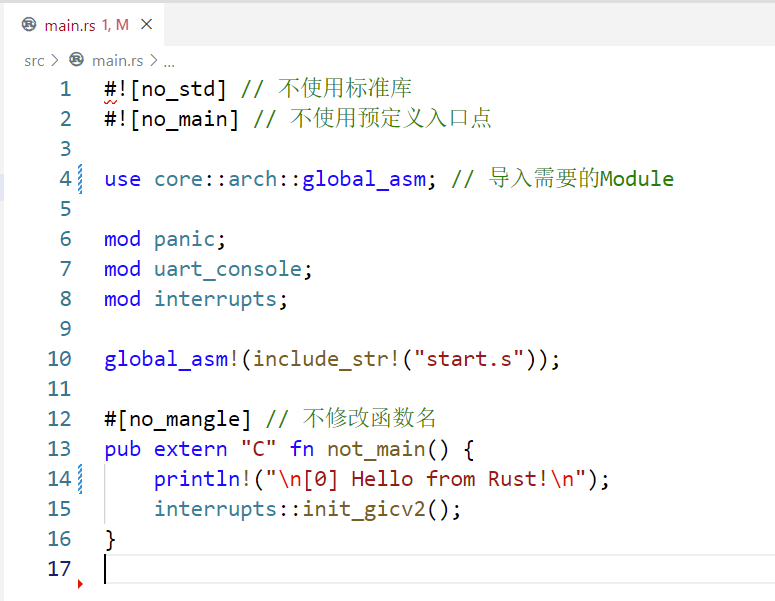 main.rs 1, M
src > main.rs > ...
1 #![no_std] // 不使用标准库
2 #![no_main] // 不使用预定义入口点
3
4 use core::arch::global_asm; // 导入需要的Module
5
6 mod panic;
7 mod uart_console;
8 mod interrupts;
9
10 global_asm!(include_str!("start.s"));
11
12 #[no_mangle] // 不修改函数名
13 pub extern "C" fn not_main() {
14     println!("\n[0] Hello from Rust!\n");
15     interrupts::init_gicv2();
16 }
17